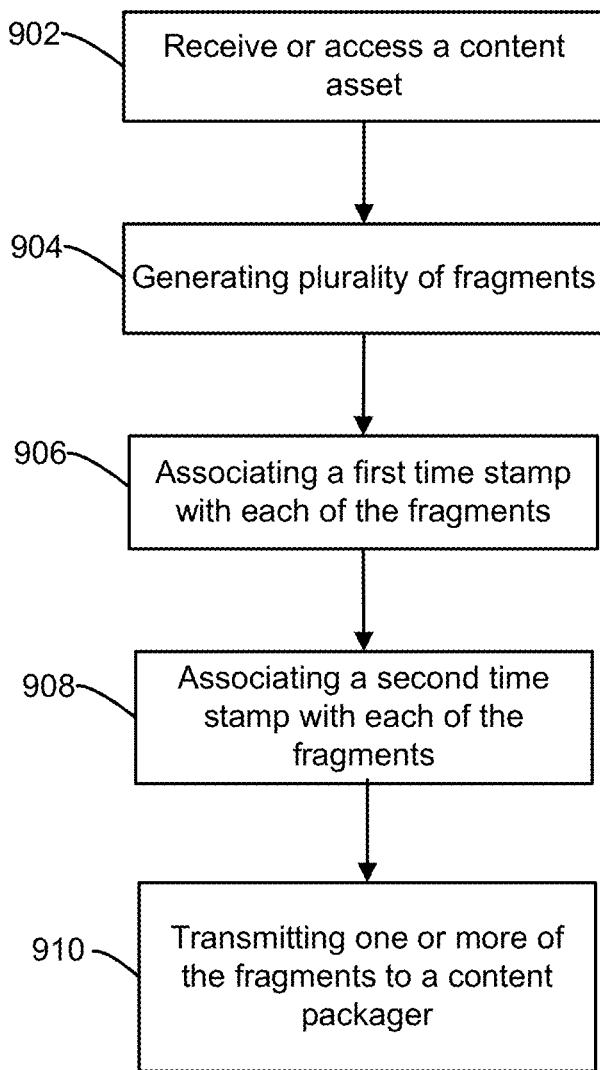 902
Receive or access a content
asset
904
Generating plurality of fragments
906
Associating a first time stamp
with each of the fragments
908
Associating a second time
stamp with each of the
fragments
910
Transmitting one or more of
the fragments to a content
packager